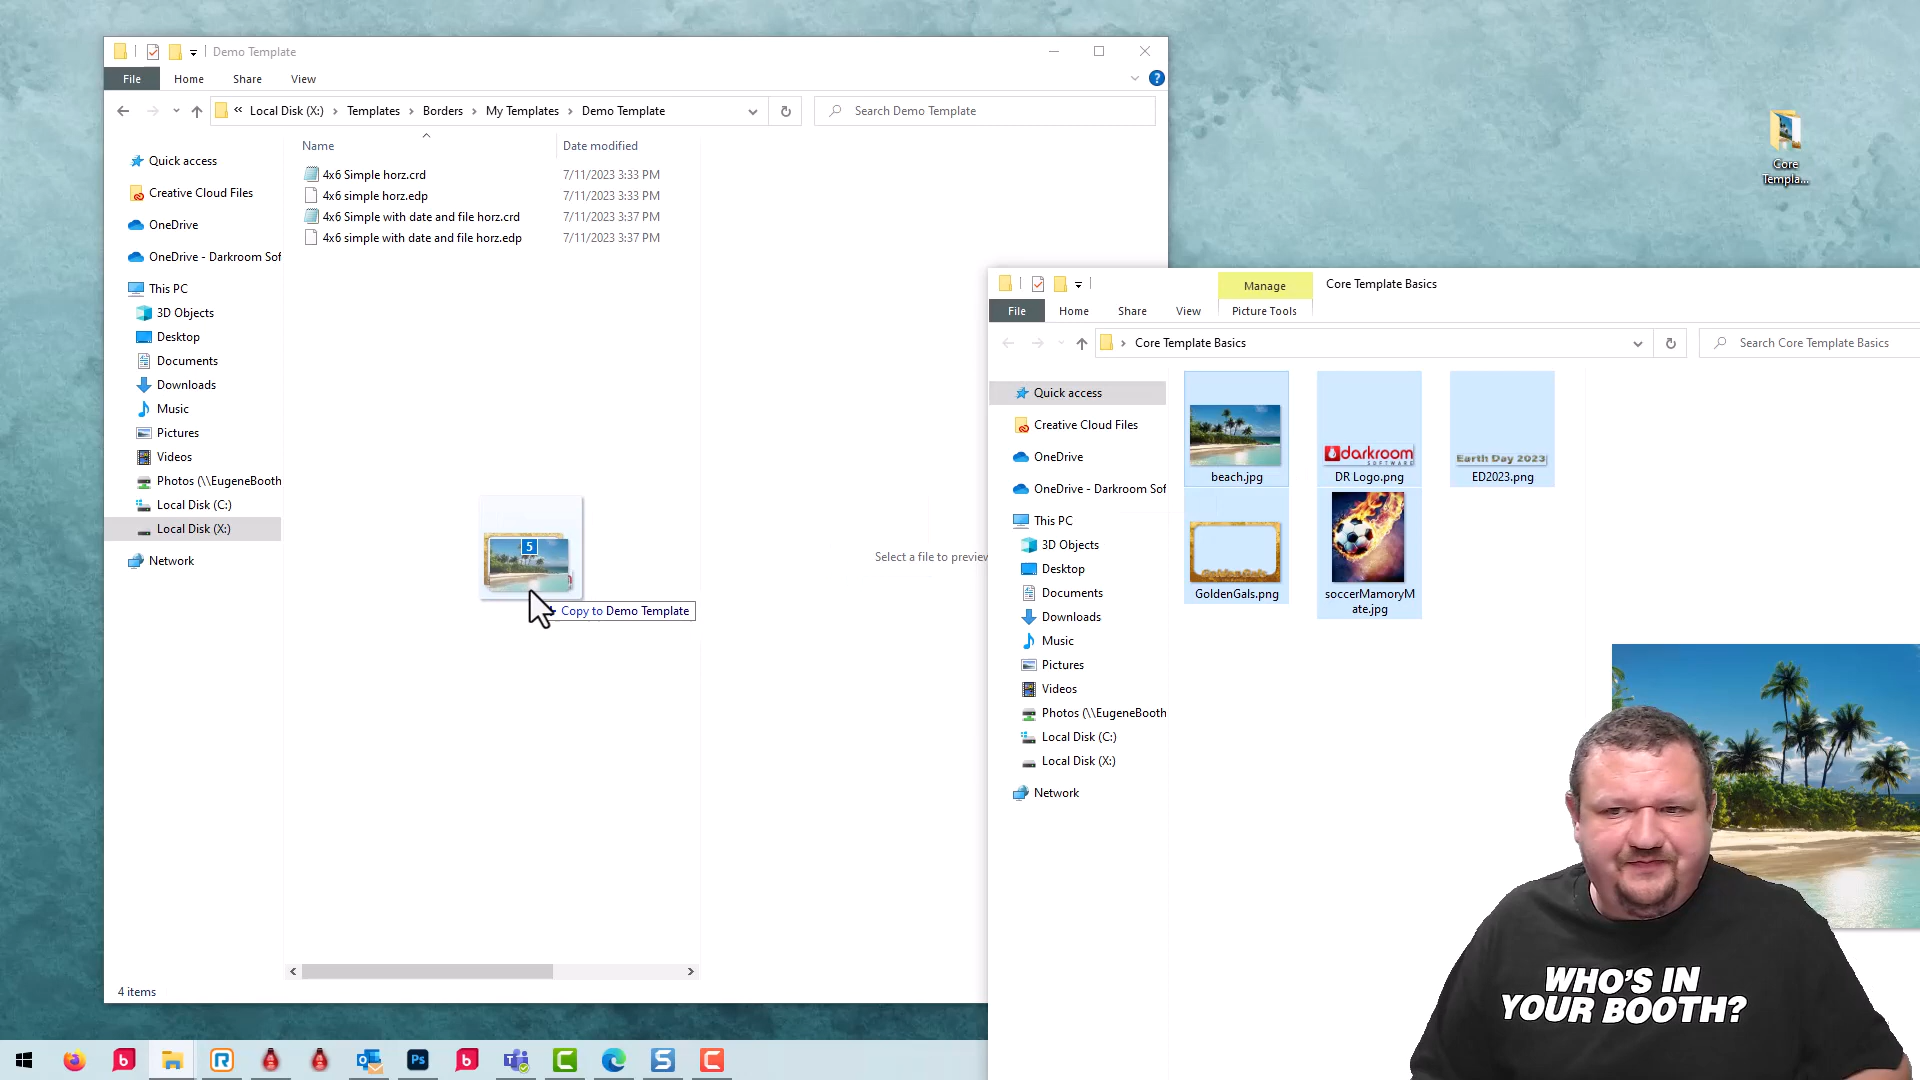 Demo Template
File Home Share View
« Local Disk (X:) › Templates › Borders › My Templates › Demo Template
Search Demo Template
Quick access
Creative Cloud Files
OneDrive
OneDrive - Darkroom Sof
This PC
3D Objects
Desktop
Documents
Downloads
Music
Pictures
Videos
Photos (\\EugeneBooth
Local Disk (C:)
Local Disk (X:)
Network
Name Date modified
4x6 Simple horz.crd 7/11/2023 3:33 PM
4x6 simple horz.edp 7/11/2023 3:33 PM
4x6 Simple with date and file horz.crd 7/11/2023 3:37 PM
4x6 simple with date and file horz.edp 7/11/2023 3:37 PM
5
Copy to Demo Template
Select a file to preview
4 items
Core
Templa...
Manage Core Template Basics
File Home Share View Picture Tools
› Core Template Basics
Search Core Template Basics
Quick access
Creative Cloud Files
OneDrive
OneDrive - Darkroom Sof
This PC
3D Objects
Desktop
Documents
Downloads
Music
Pictures
Videos
Photos (\\EugeneBooth
Local Disk (C:)
Local Disk (X:)
Network
beach.jpg
darkroom
SOFTWARE
DR Logo.png
Earth Day 2023
ED2023.png
GoldenGals.png
soccerMamoryM
ate.jpg
WHO'S IN
YOUR BOOTH?